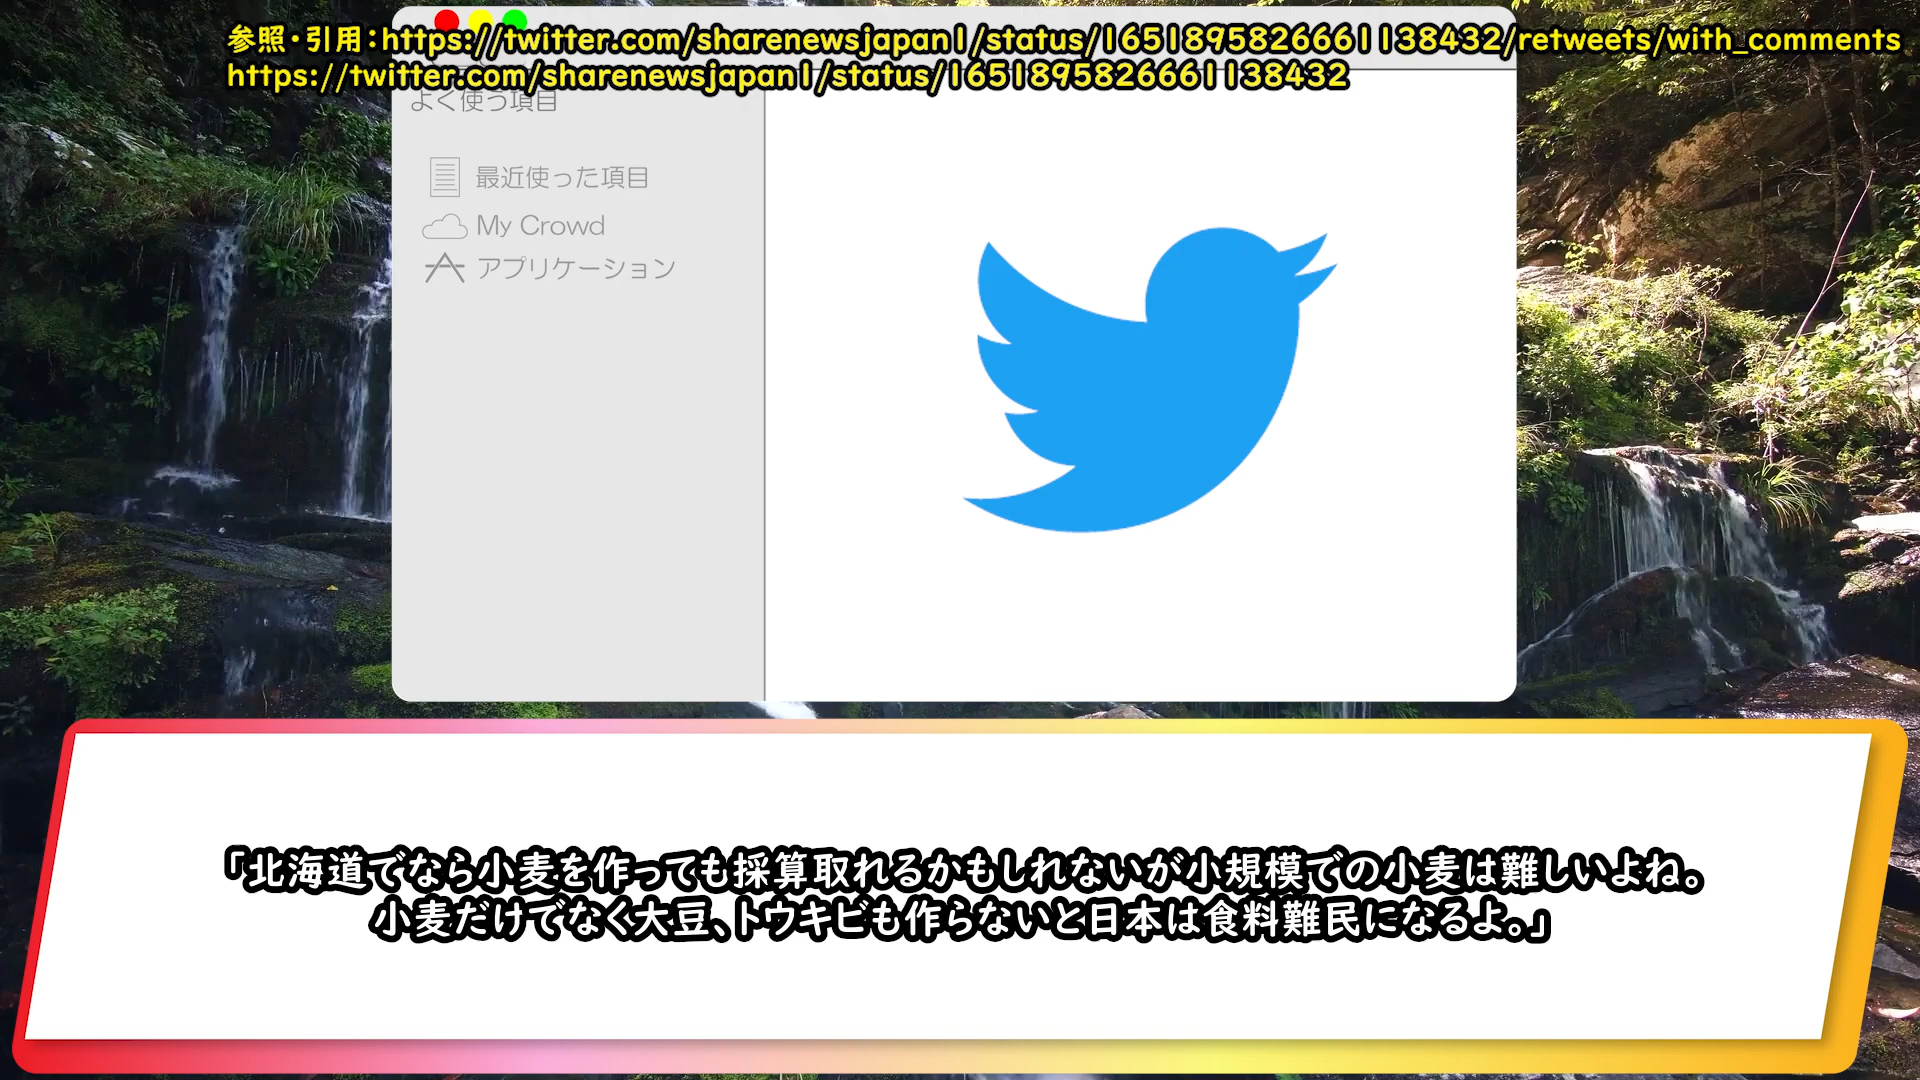 参照・引用：https://twitter.com/sharenewsjapan1/status/1651895826661138432/retweets/with_comments
https://twitter.com/sharenewsjapan1/status/1651895826661138432
よく使う項目
最近使った項目
My Crowd
アプリケーション
「北海道でなら小麦を作っても採算取れるかもしれないが小規模での小麦は難しいよね。
小麦だけでなく大豆、トウキビも作らないと日本は食料難民になるよ。」